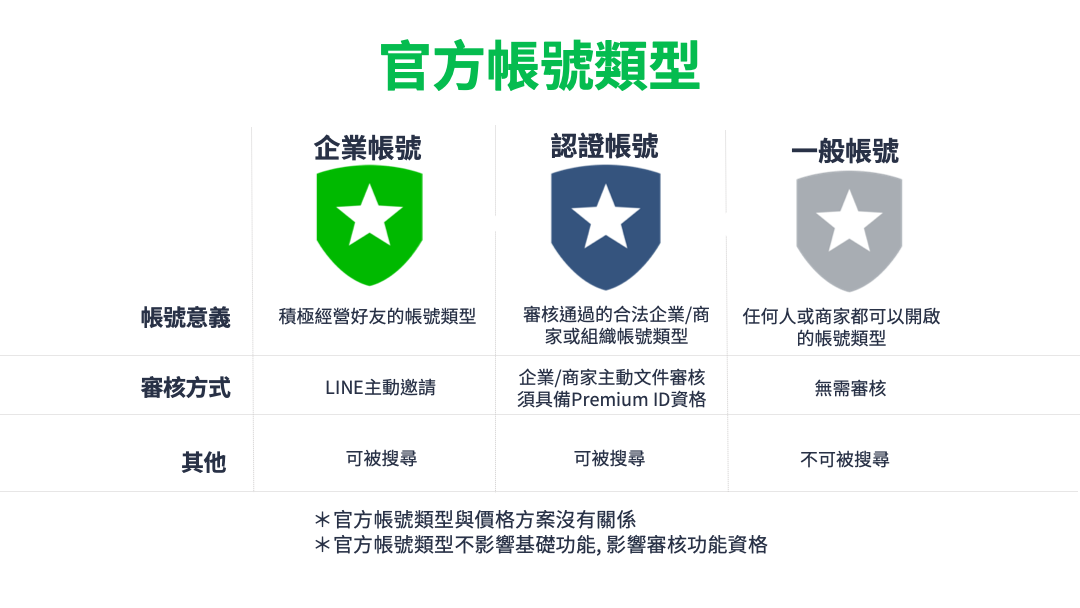 官方帳號類型
企業帳號
認證帳號
一般帳號
帳號意義
積極經營好友的帳號類型
審核通過的合法企業/商
家或組織帳號類型
任何人或商家都可以開啟
的帳號類型
審核方式
LINE主動邀請
企業/商家主動文件審核
須具備Premium ID資格
無需審核
其他
可被搜尋
可被搜尋
不可被搜尋
＊官方帳號類型與價格方案沒有關係
＊官方帳號類型不影響基礎功能, 影響審核功能資格